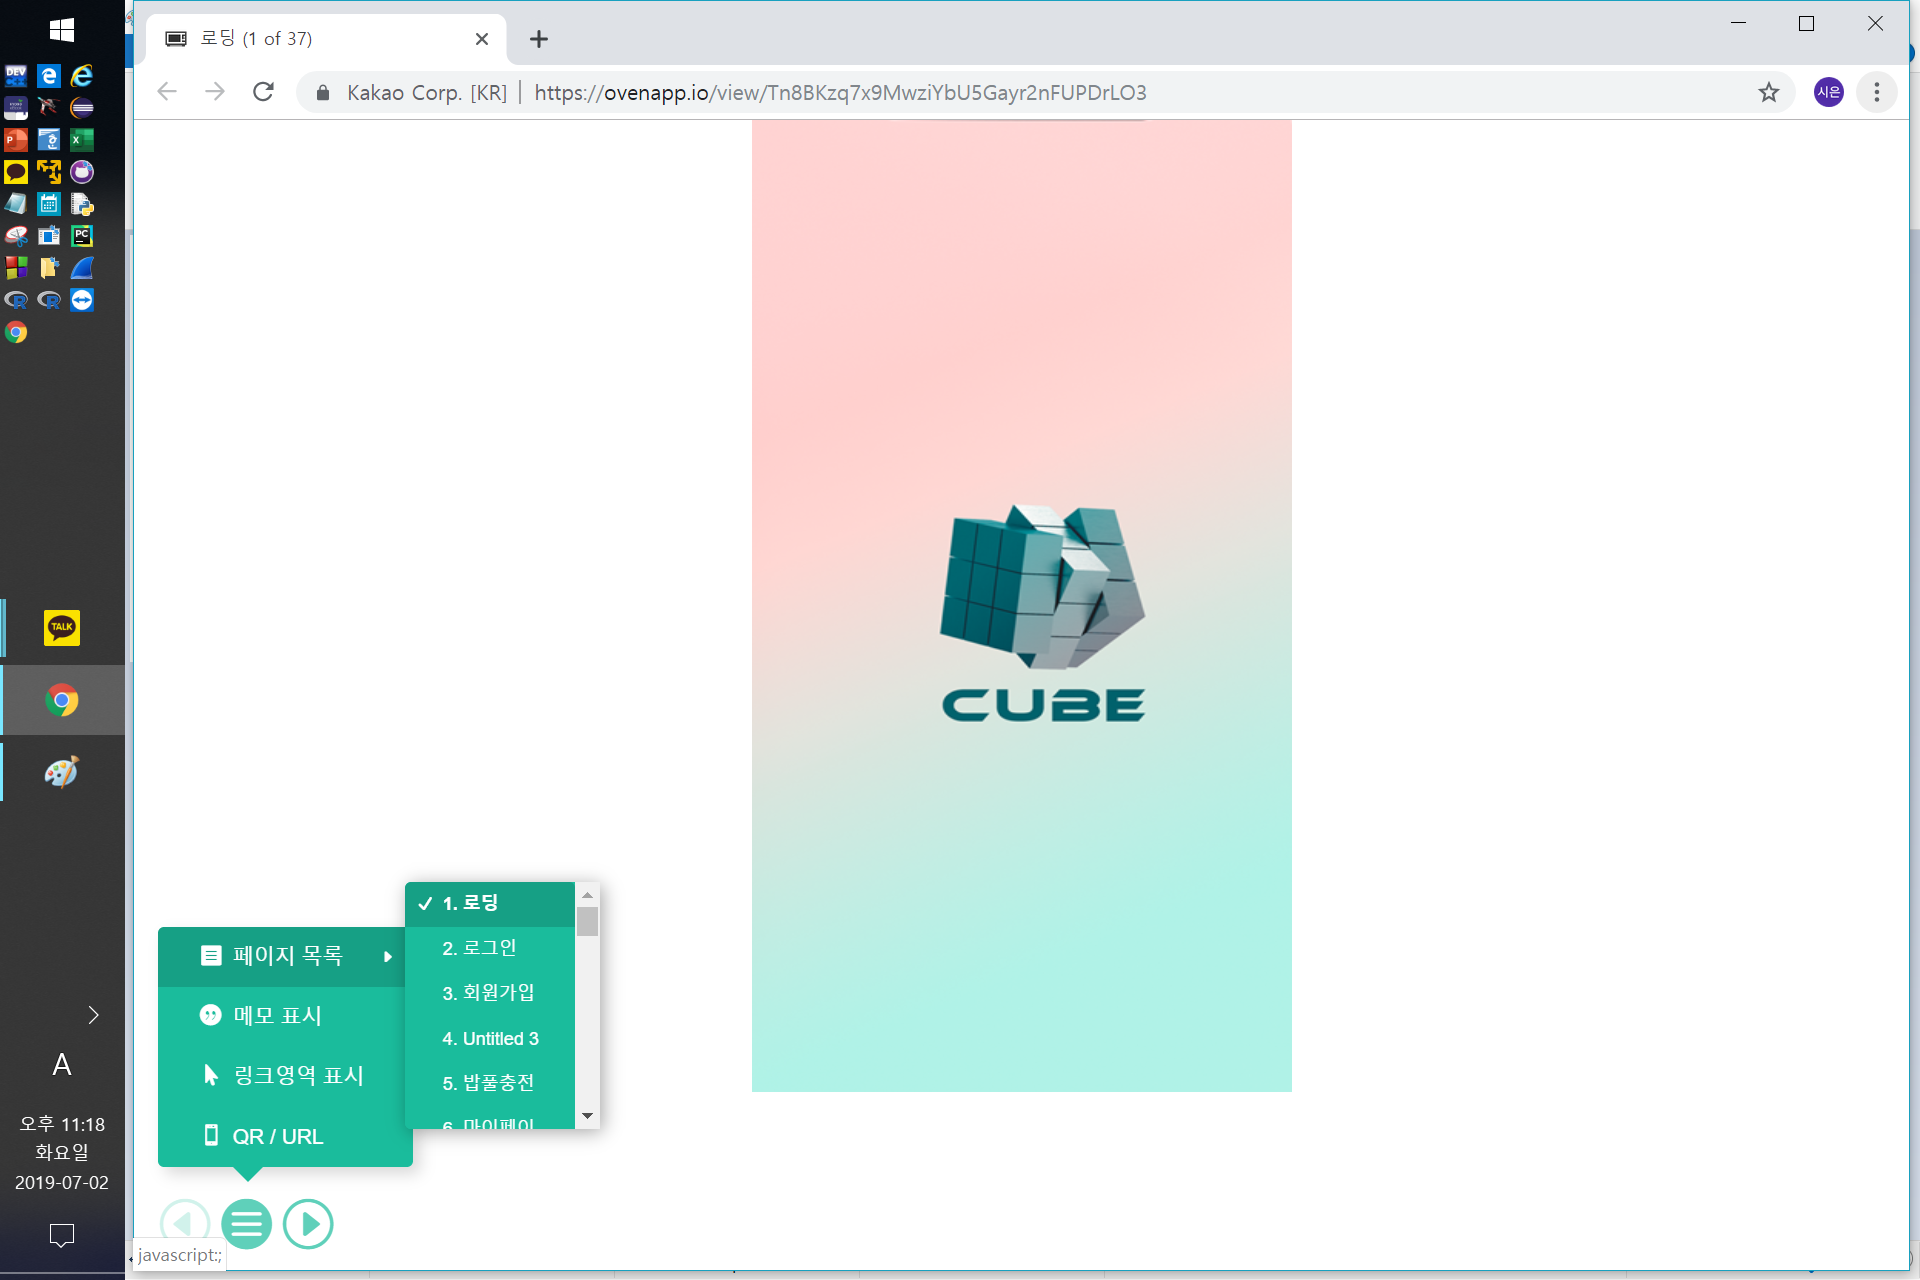 로딩 (1 of 37)
Kakao Corp. [KR] | https://ovenapp.io/view/Tn8BKzq7x9MwziYbU5Gayr2nFUPDrLO3
시은
DEV
PC
TALK
CUBE
1. 로딩
2. 로그인
3. 회원가입
4. Untitled 3
5. 밥풀충전
6. 마이페이
페이지 목록
메모 표시
링크영역 표시
QR / URL
A
오후 11:18
화요일
2019-07-02
javascript:;